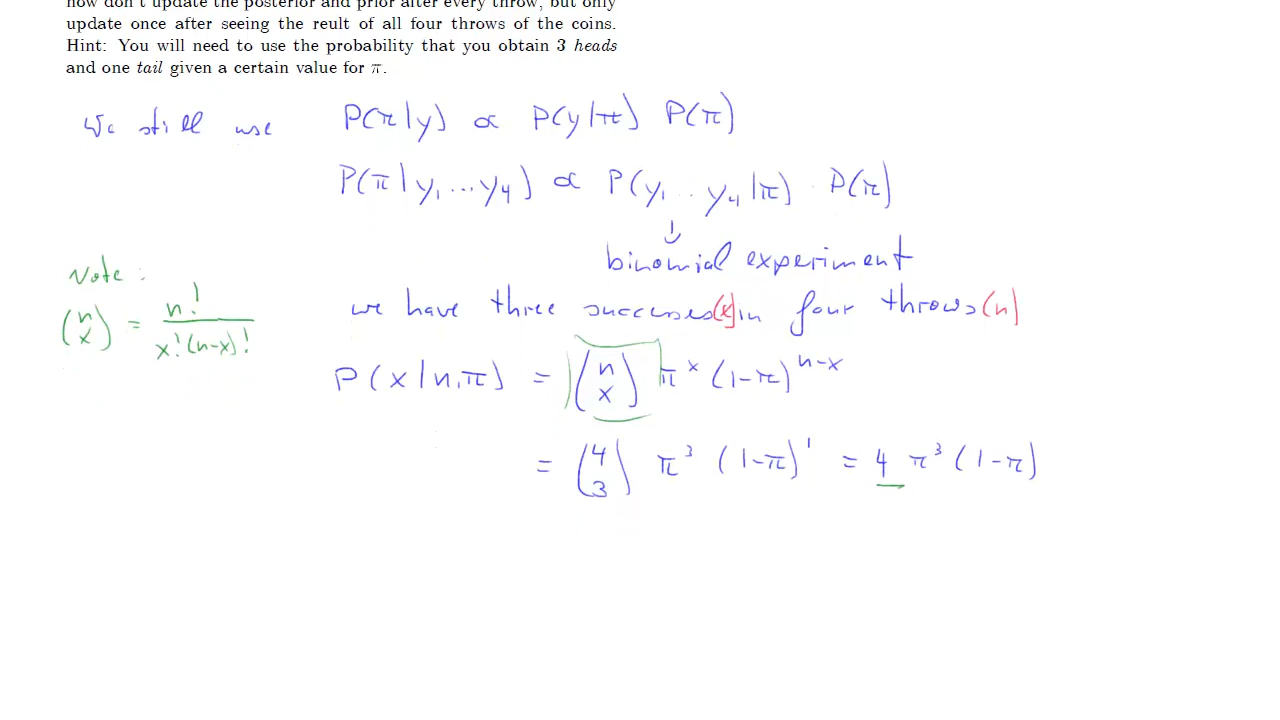 now don't update the posterior and prior after every throw, but only
update once after seeing the reult of all four throws of the coins.
Hint: You will need to use the probability that you obtain 3 heads
and one tail given a certain value for π.
We still use P(π|y) ∝ P(y|π) P(π)
P(π|y₁...y₄) ∝ P(y₁..y₄|π) · P(π)
↓
binomial experiment
Note:
we have three successes(x) in four throws (n)
(n x) = n! / x!(n-x)!
P(x|n,π) = (n x) π^x (1-π)^(n-x)
= (4 3) π³ (1-π)¹ = 4 π³ (1-π)